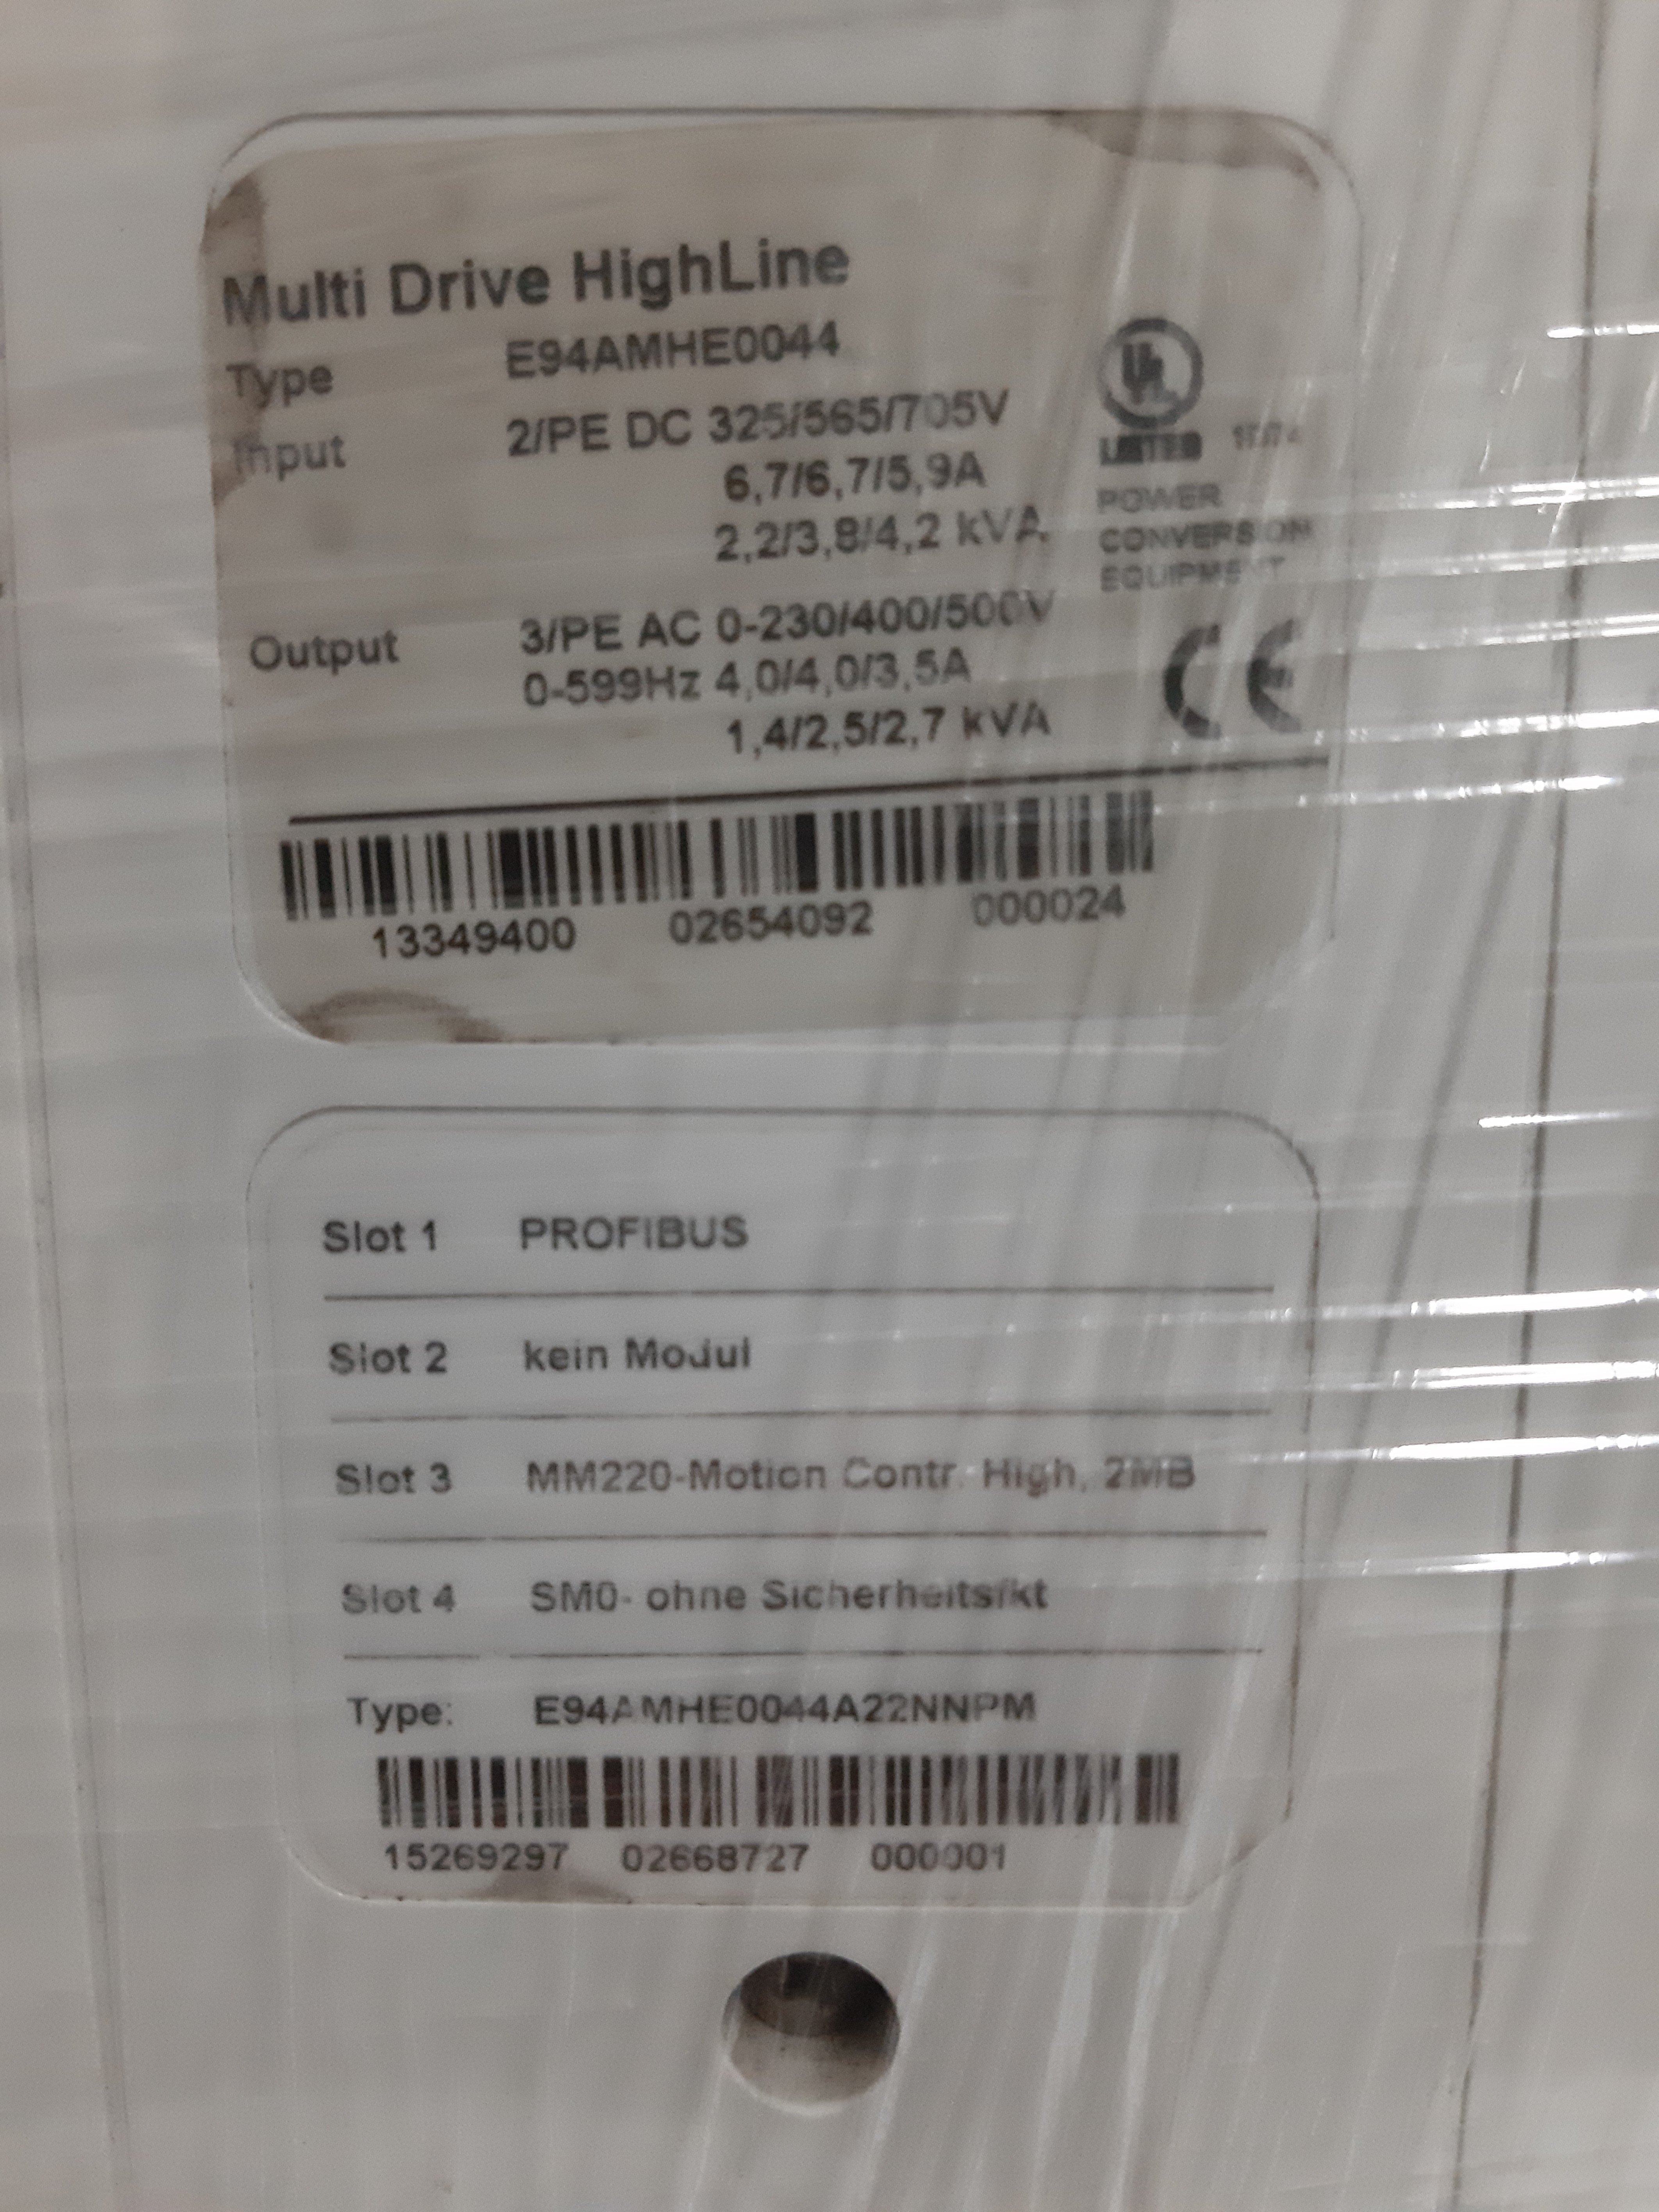 Multi Drive HighLine
Type E94AMHE0044
Input 2/PE DC 325/565/705V
6,7/6,7/5,9A
2,2/3,8/4,2 kVA
UL
LISTED
POWER
CONVERSION
EQUIPMENT
Output 3/PE AC 0-230/400/500V
0-599Hz 4,0/4,0/3,5A
1,4/2,5/2,7 kVA
CE
13349400 02654092 000024
Slot 1 PROFIBUS
Slot 2 kein Modul
Slot 3 MM220-Motion Contr. High, 2MB
Slot 4 SM0- ohne Sicherheitsfkt
Type: E94AMHE0044A22NNPM
15269297 02668727 000001